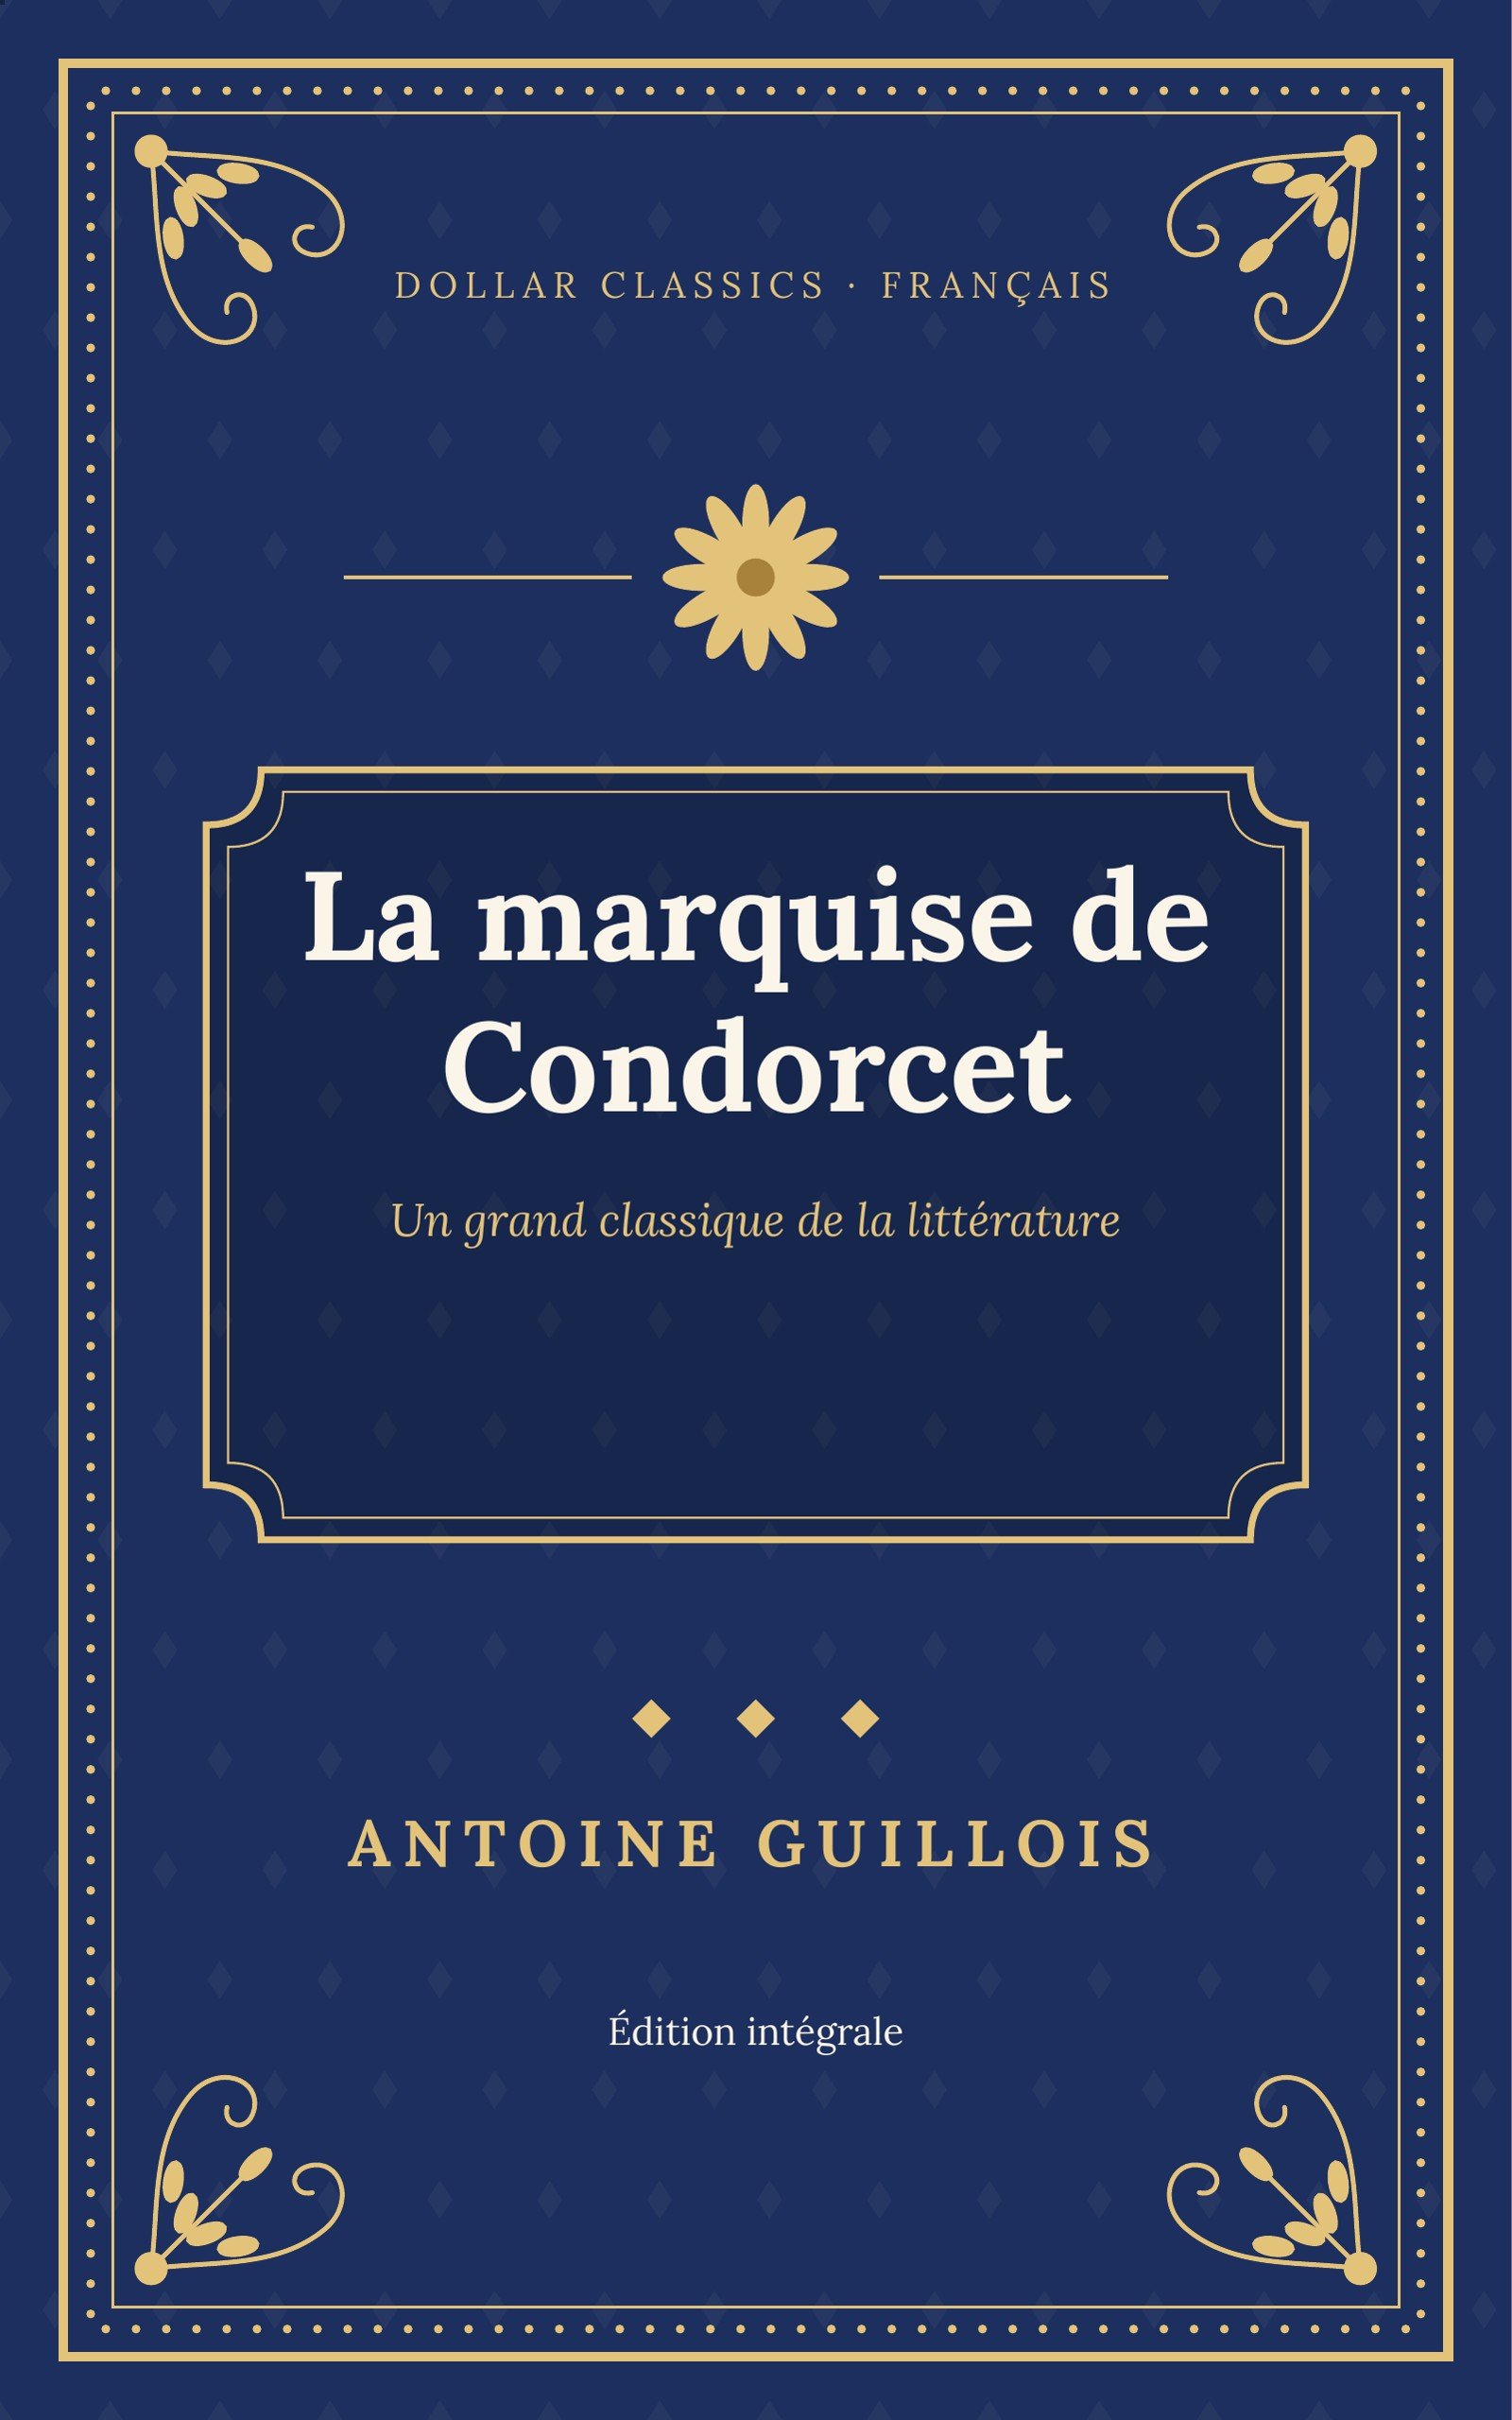 DOLLAR CLASSICS · FRANÇAIS
La marquise de
Condorcet
Un grand classique de la littérature
ANTOINE GUILLOIS
Édition intégrale